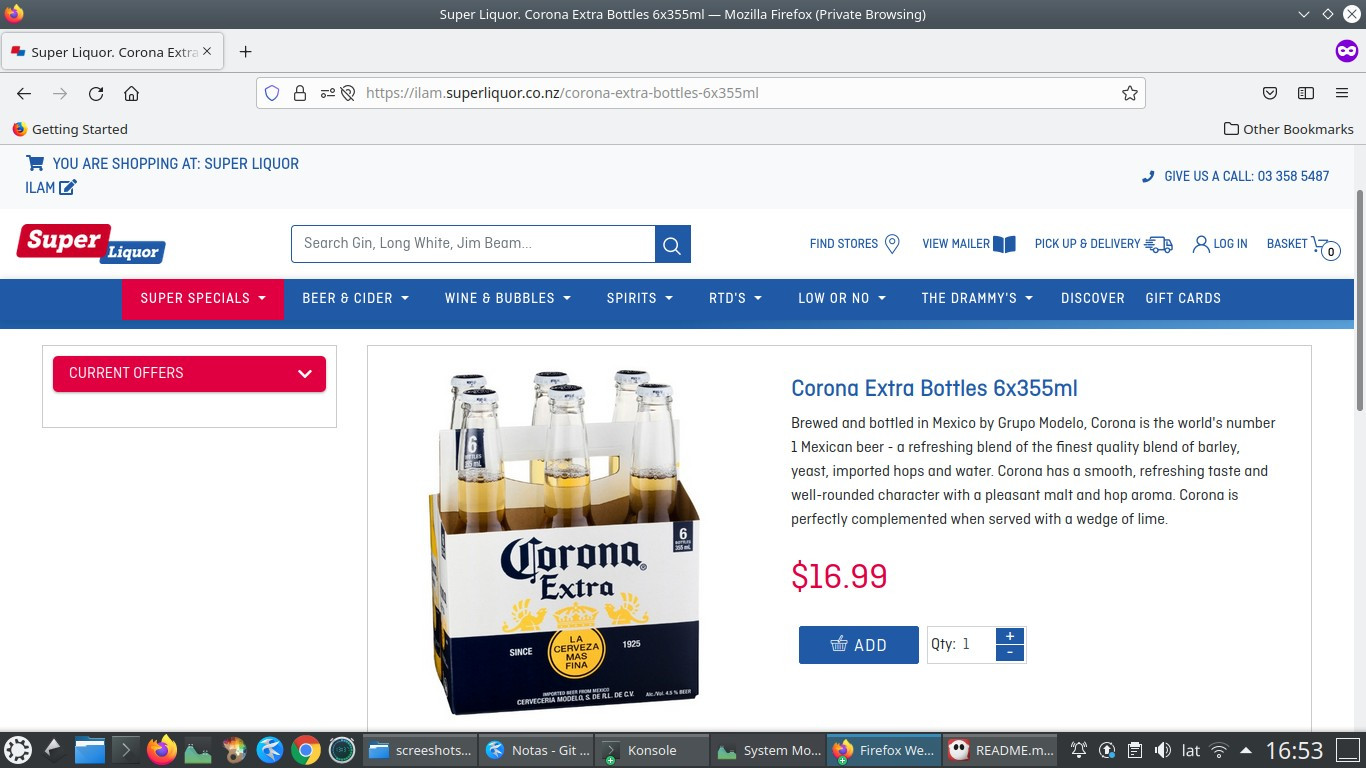 Super Liquor. Corona Extra Bottles 6x355ml — Mozilla Firefox (Private Browsing)
Super Liquor. Corona Extra
https://ilam.superliquor.co.nz/corona-extra-bottles-6x355ml
Getting Started
Other Bookmarks
YOU ARE SHOPPING AT: SUPER LIQUOR
ILAM
GIVE US A CALL: 03 358 5487
Super
Liquor
Search Gin, Long White, Jim Beam...
FIND STORES
VIEW MAILER
PICK UP & DELIVERY
LOG IN
BASKET
0
SUPER SPECIALS
BEER & CIDER
WINE & BUBBLES
SPIRITS
RTD'S
LOW OR NO
THE DRAMMY'S
DISCOVER
GIFT CARDS
CURRENT OFFERS
6
BOTTLES
355 mL
6
BOTTLES
355 mL
Corona
Extra
SINCE
LA
CERVEZA
MAS
FINA
1925
IMPORTED BEER FROM MEXICO
CERVECERIA MODELO, S. DE R.L. DE C.V.
Alc./Vol. 4.5 % BEER
Corona Extra Bottles 6x355ml
Brewed and bottled in Mexico by Grupo Modelo, Corona is the world's number
1 Mexican beer - a refreshing blend of the finest quality blend of barley,
yeast, imported hops and water. Corona has a smooth, refreshing taste and
well-rounded character with a pleasant malt and hop aroma. Corona is
perfectly complemented when served with a wedge of lime.
$16.99
ADD
Qty: 1
+
-
screeshots...
Notas - Git ...
Konsole
System Mo...
Firefox We...
README.m...
lat
16:53